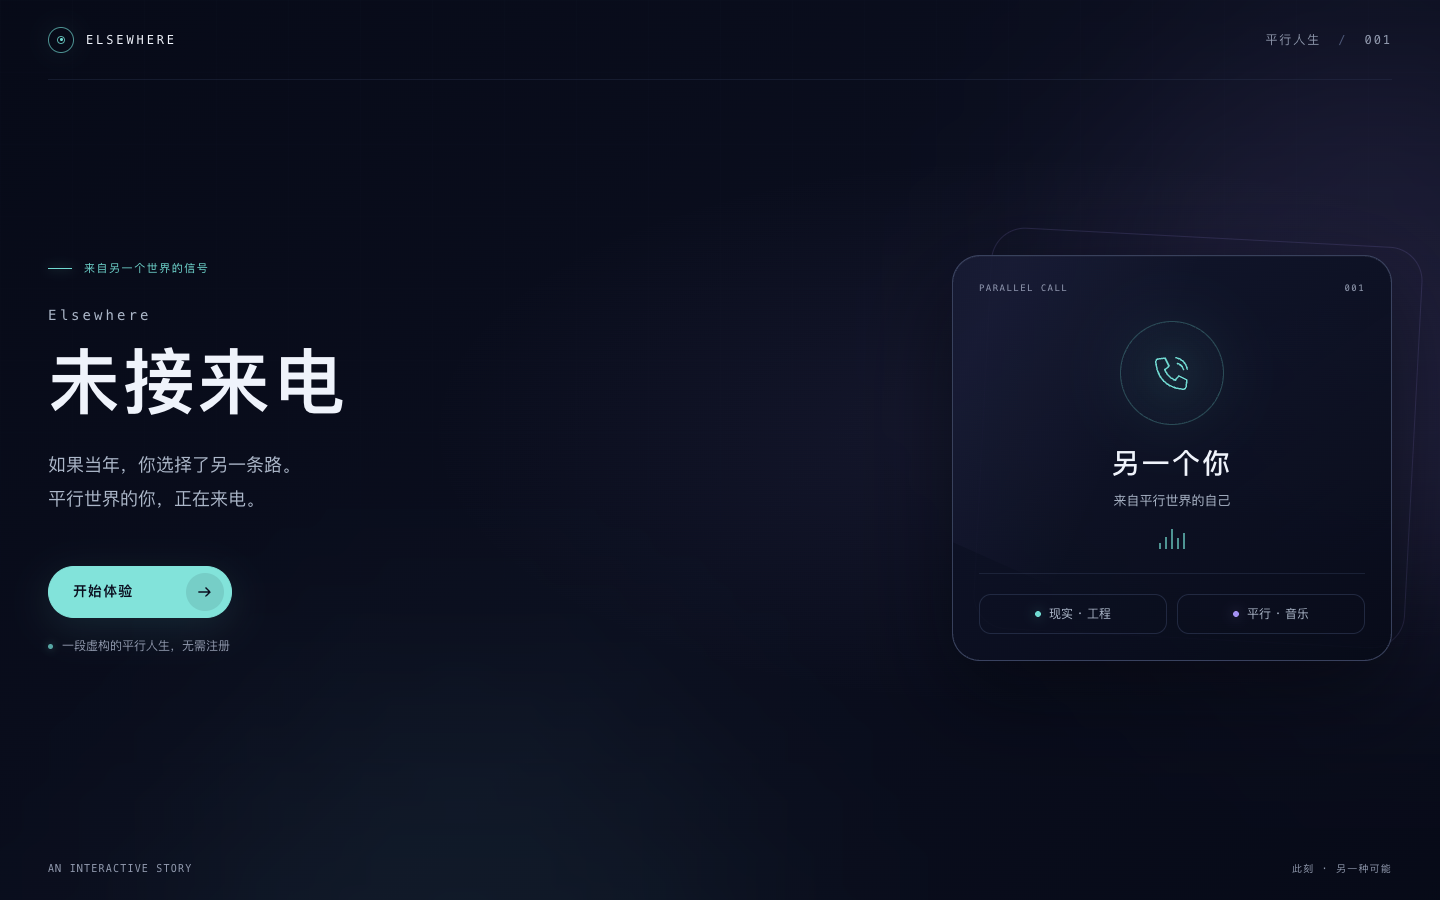 ELSEWHERE
平行人生 / 001
来自另一个世界的信号
Elsewhere
未接来电
如果当年，你选择了另一条路。
平行世界的你，正在来电。
开始体验
一段虚构的平行人生，无需注册
PARALLEL CALL 001
另一个你
来自平行世界的自己
现实 · 工程
平行 · 音乐
AN INTERACTIVE STORY
此刻 · 另一种可能